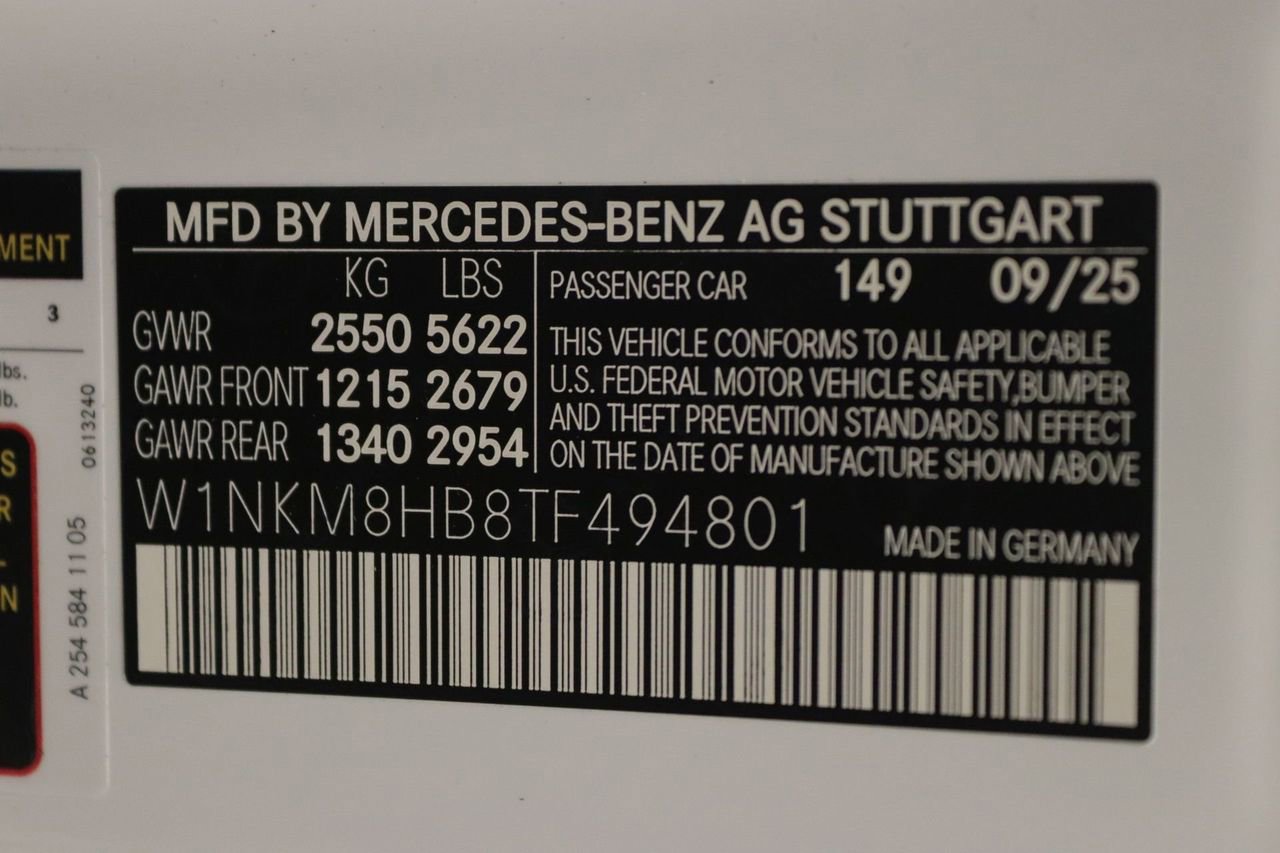 MENT
3
lbs.
lb.
S
R
-
N
0613240
A 254 584 11 05
MFD BY MERCEDES-BENZ AG STUTTGART
KG LBS
GVWR 2550 5622
GAWR FRONT 1215 2679
GAWR REAR 1340 2954
PASSENGER CAR 149 09/25
THIS VEHICLE CONFORMS TO ALL APPLICABLE
U.S. FEDERAL MOTOR VEHICLE SAFETY,BUMPER
AND THEFT PREVENTION STANDARDS IN EFFECT
ON THE DATE OF MANUFACTURE SHOWN ABOVE
W1NKM8HB8TF494801
MADE IN GERMANY